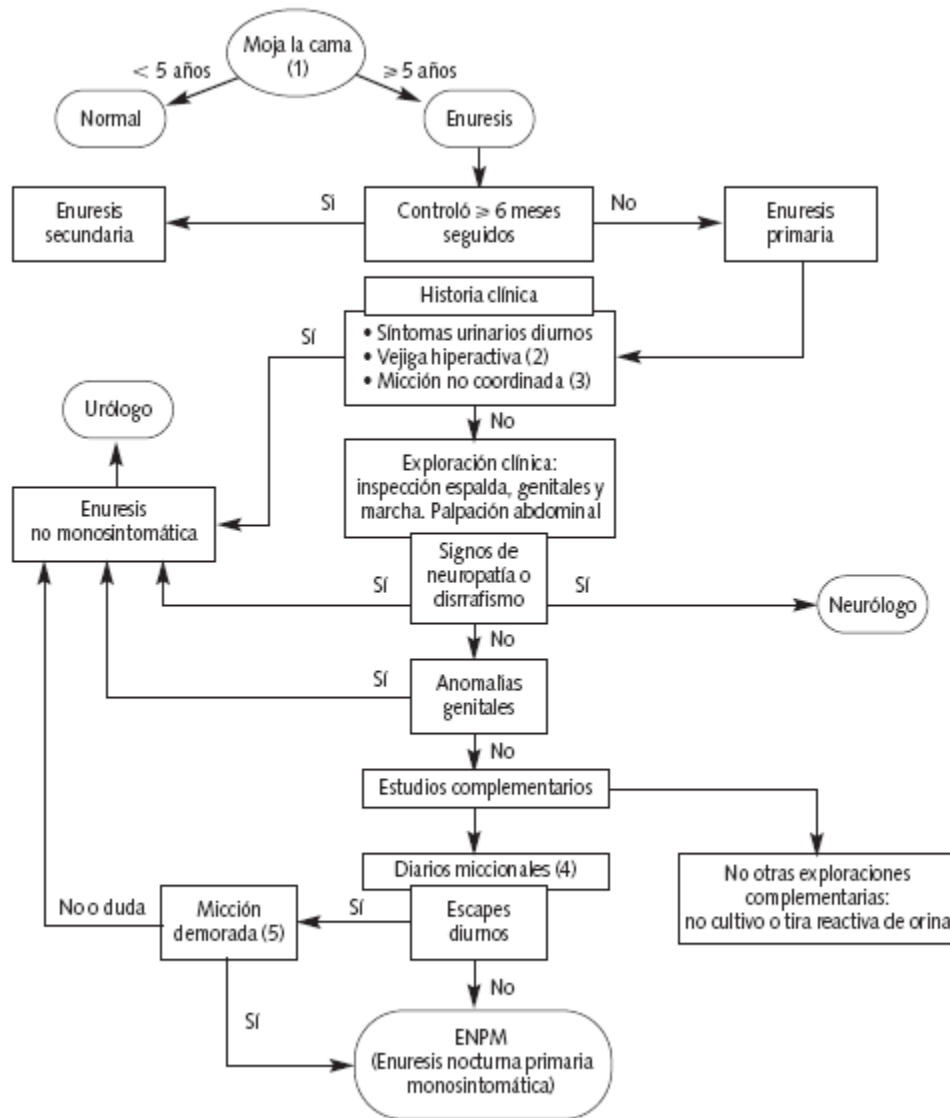 Moja la cama
(1)
< 5 años
≥ 5 años
Normal
Enuresis
Enuresis
secundaria
Si
Controló ≥ 6 meses
seguidos
No
Enuresis
primaria
Historia clínica
Sí
• Síntomas urinarios diurnos
• Vejiga hiperactiva (2)
• Micción no coordinada (3)
No
Urólogo
Exploración clínica:
inspección espalda, genitales y
marcha. Palpación abdominal
Enuresis
no monosintomática
Signos de
neuropatía o
disrrafismo
Sí
Sí
Neurólogo
No
Sí
Anomalías
genitales
No
Estudios complementarios
Diarios miccionales (4)
No otras exploraciones
complementarias:
no cultivo o tira reactiva de orina
No o duda
Micción
demorada (5)
Sí
Escapes
diurnos
No
Sí
ENPM
(Enuresis nocturna primaria
monosintomática)